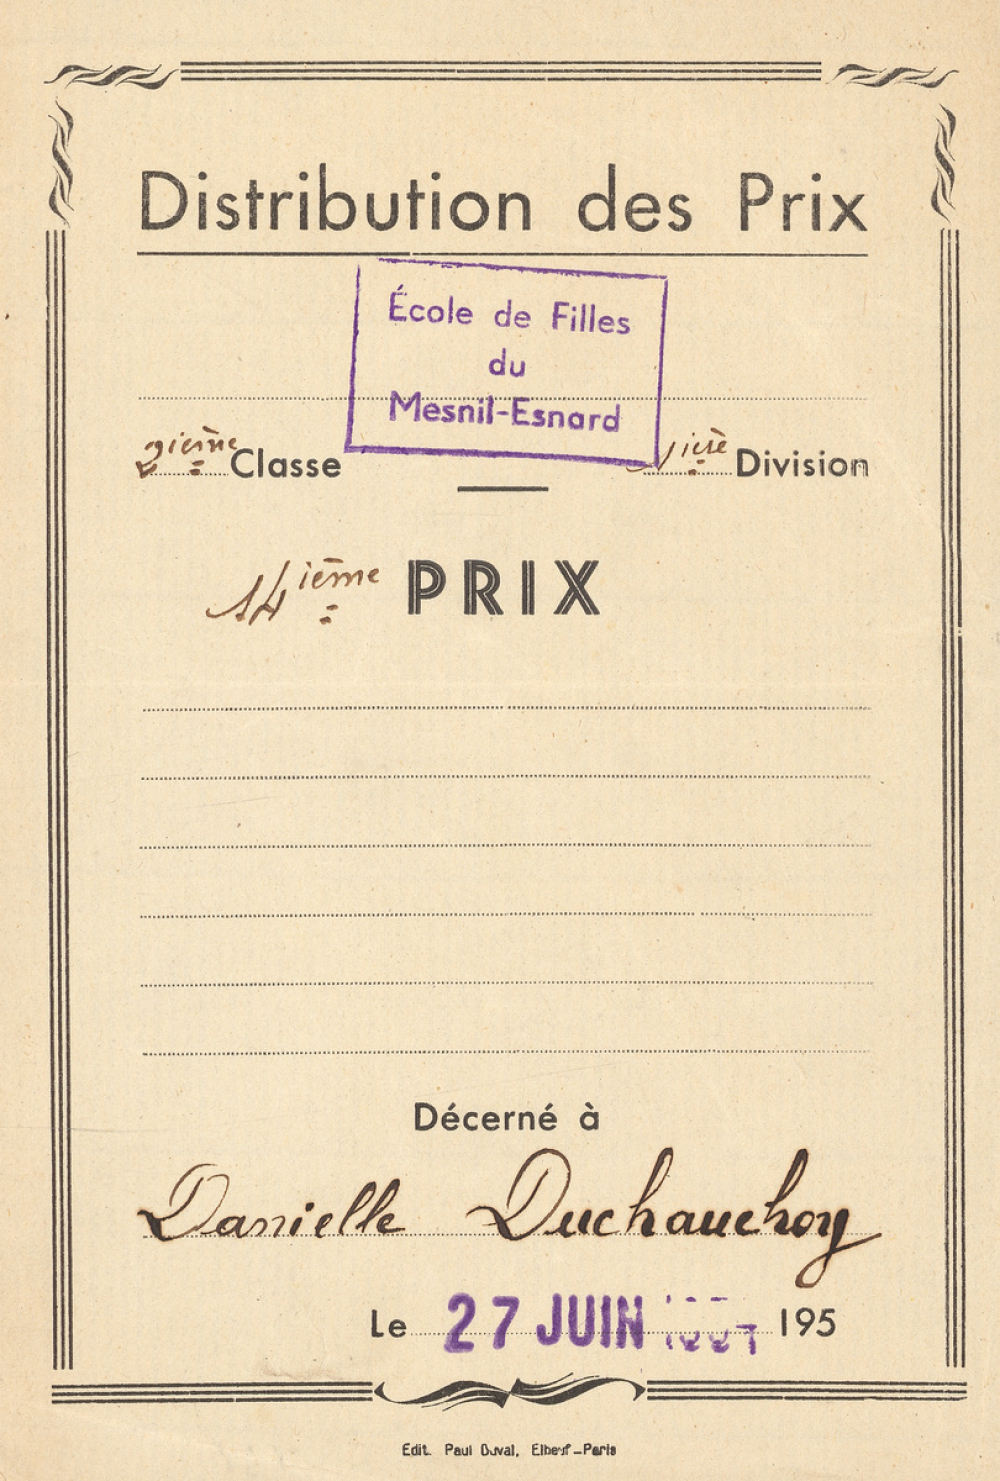 Distribution des Prix
École de Filles
du
Mesnil-Esnard
2ième Classe 1ière Division
14ième PRIX
Décerné à
Danielle Duchauchoy
Le 27 JUIN 195
Edit. Paul Duval, Elbeuf-Paris